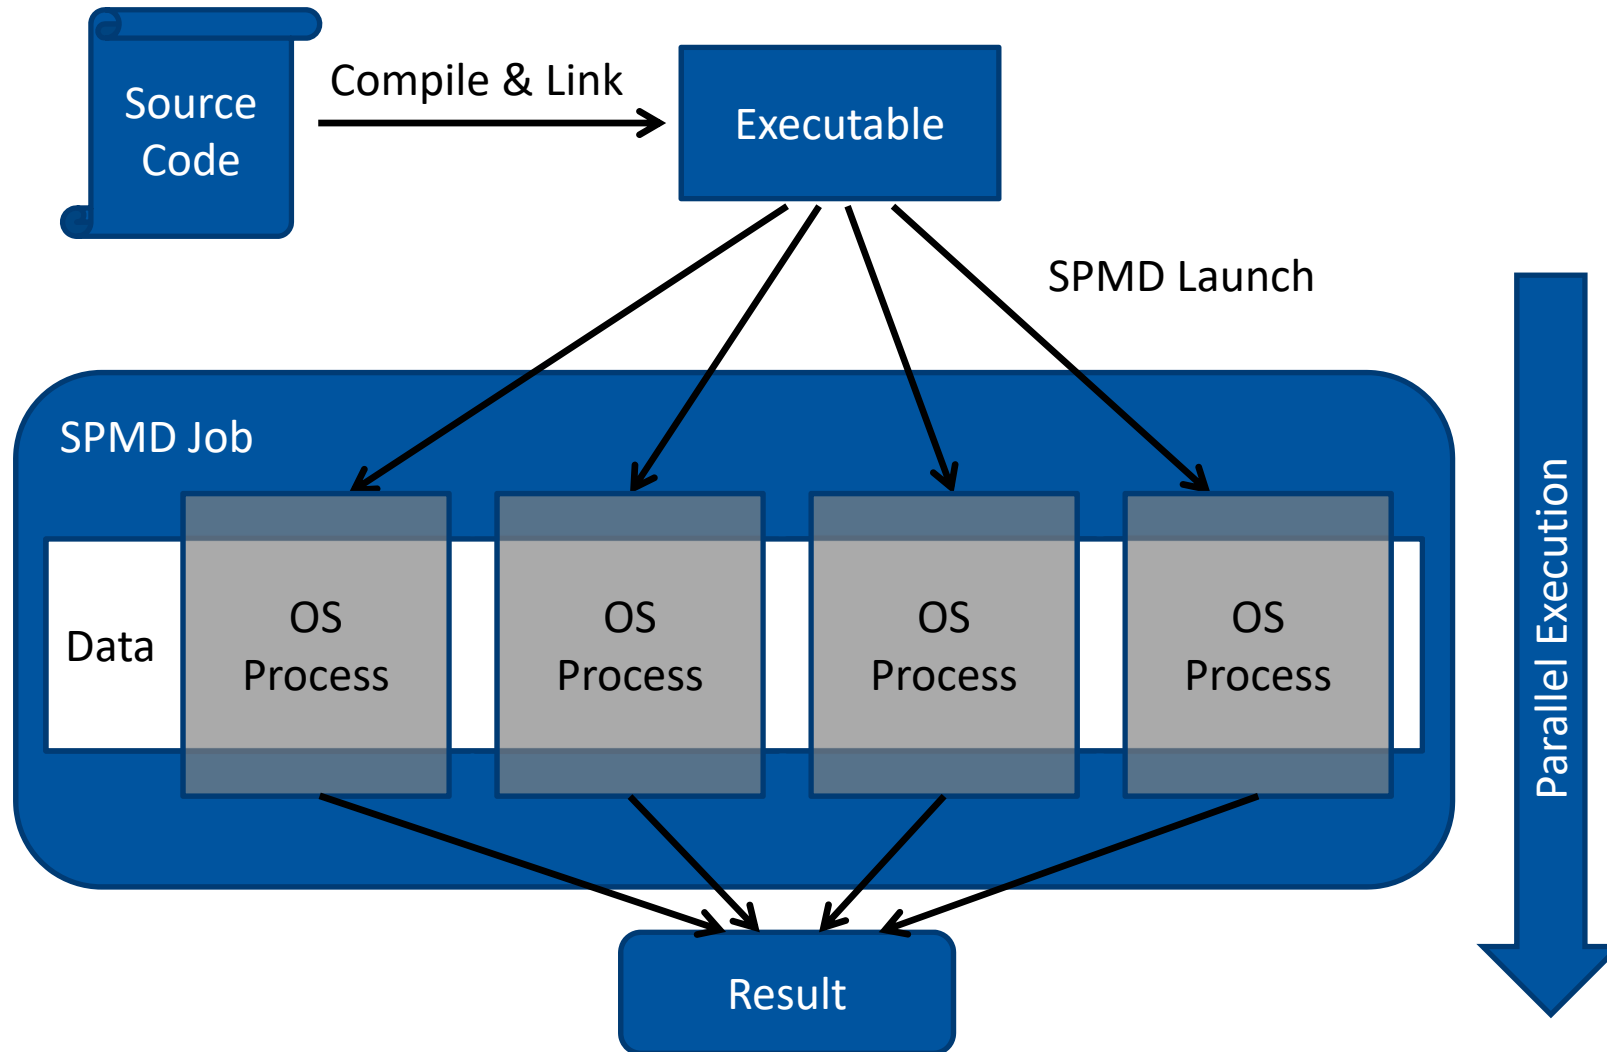 Source
Code
Compile & Link
Executable
SPMD Launch
SPMD Job
Data
OS
Process
OS
Process
OS
Process
OS
Process
Parallel Execution
Result